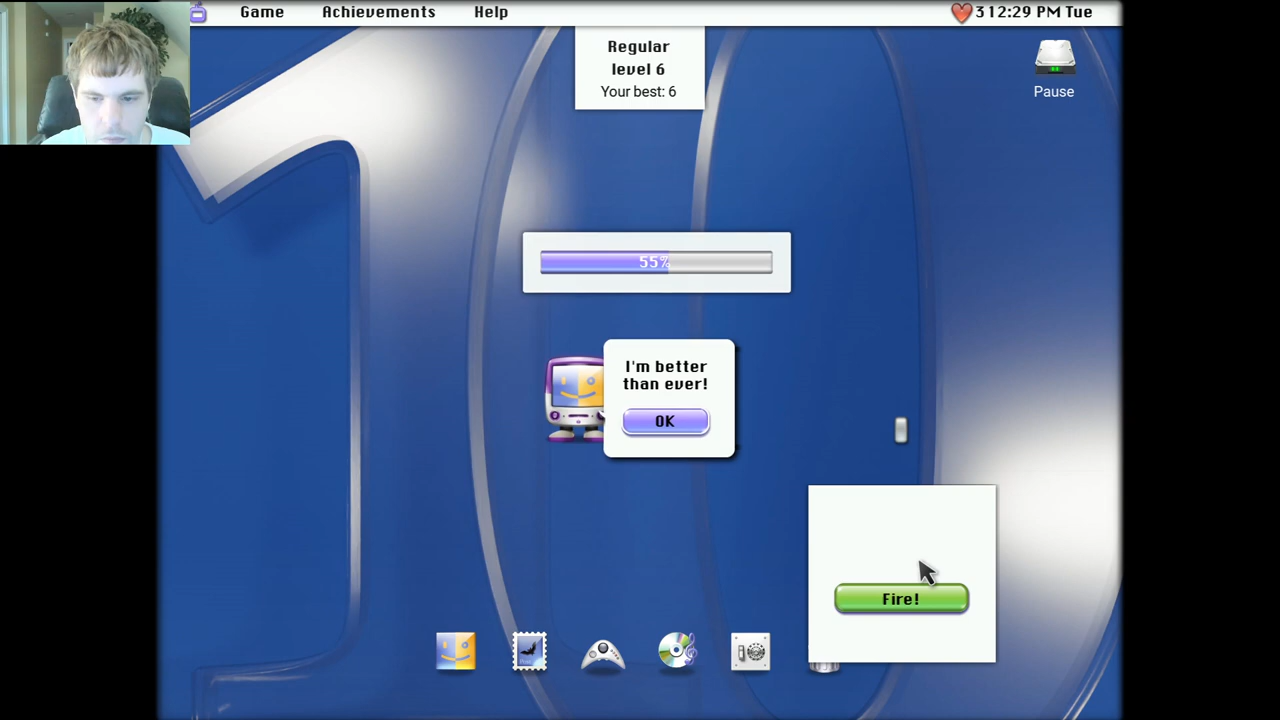 Game Achievements Help
3 12:29 PM Tue
Regular
level 6
Your best: 6
Pause
55%
I'm better
than ever!
OK
Fire!